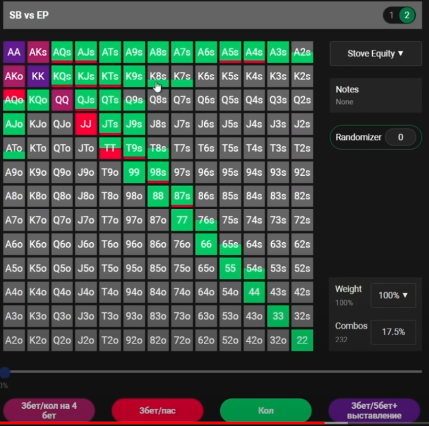 SB vs EP
1 2
AA AKs AQs AJs ATs A9s A8s A7s A6s A5s A4s A3s A2s
Stove Equity ▼
AKo KK KQs KJs KTs K9s K8s K7s K6s K5s K4s K3s K2s
Notes
None
AQo KQo QQ QJs QTs Q9s Q8s Q7s Q6s Q5s Q4s Q3s Q2s
AJo KJo QJo JJ JTs J9s J8s J7s J6s J5s J4s J3s J2s
Randomizer 0
ATo KTo QTo JTo TT T9s T8s T7s T6s T5s T4s T3s T2s
A9o K9o Q9o J9o T9o 99 98s 97s 96s 95s 94s 93s 92s
A8o K8o Q8o J8o T8o 98o 88 87s 86s 85s 84s 83s 82s
A7o K7o Q7o J7o T7o 97o 87o 77 76s 75s 74s 73s 72s
A6o K6o Q6o J6o T6o 96o 86o 76o 66 65s 64s 63s 62s
A5o K5o Q5o J5o T5o 95o 85o 75o 65o 55 54s 53s 52s
A4o K4o Q4o J4o T4o 94o 84o 74o 64o 54o 44 43s 42s
Weight
100%
100% ▼
A3o K3o Q3o J3o T3o 93o 83o 73o 63o 53o 43o 33 32s
A2o K2o Q2o J2o T2o 92o 82o 72o 62o 52o 42o 32o 22
Combos
232
17.5%
0%
3бет/кол на 4
бет
3бет/пас
Кол
3бет/5бет+
выставление